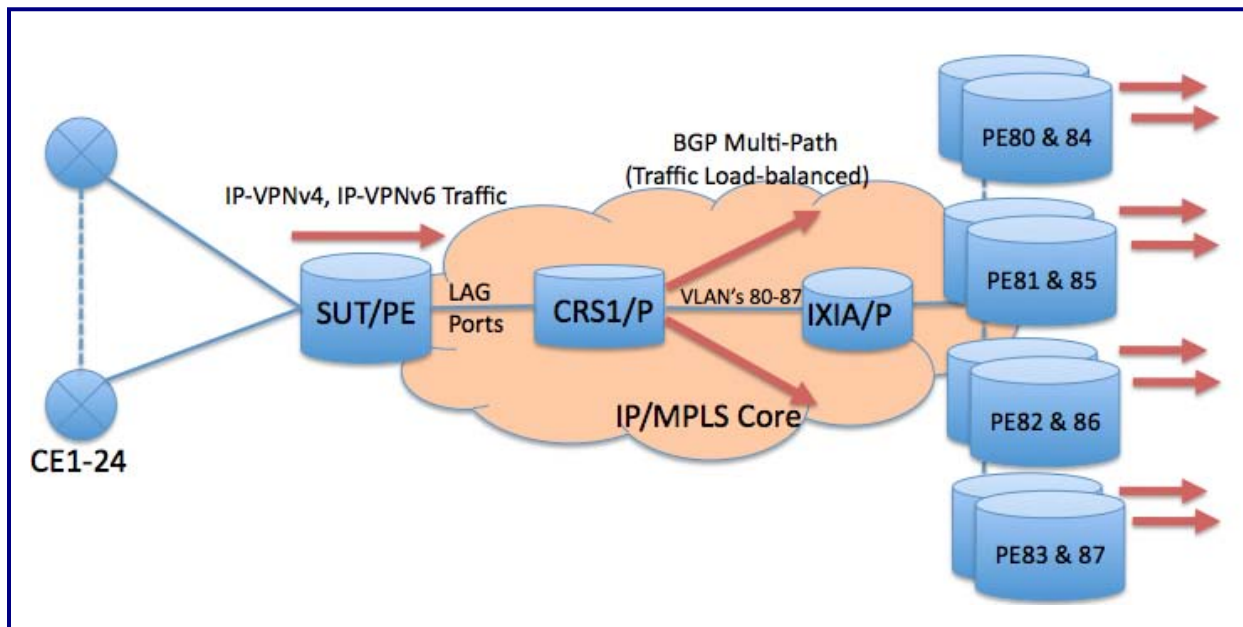 PE80 & 84
BGP Multi-Path
(Traffic Load-balanced)
IP-VPNv4, IP-VPNv6 Traffic
PE81 & 85
SUT/PE
LAG
Ports
CRS1/P
VLAN's 80-87
IXIA/P
PE82 & 86
IP/MPLS Core
CE1-24
PE83 & 87